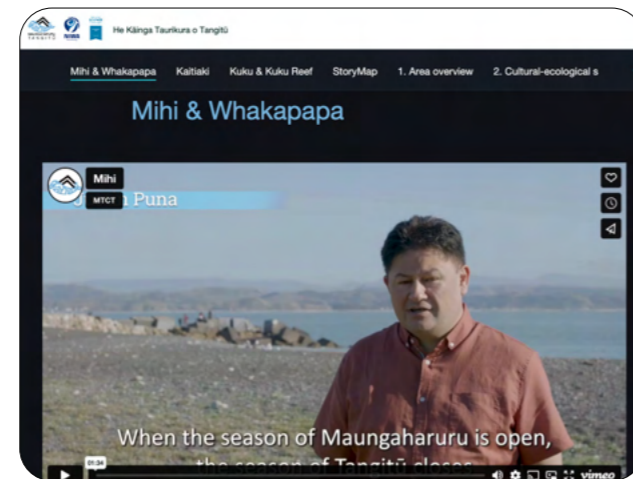 He Kāinga Taurikura o Tangitū
Mihi & Whakapapa Kaitiaki Kuku & Kuku Reef StoryMap 1. Area overview 2. Cultural-ecological s
Mihi & Whakapapa
Mihi
MTCT
Puna
When the season of Maungaharuru is open,
the season of Tangitū closes
01:34
vimeo